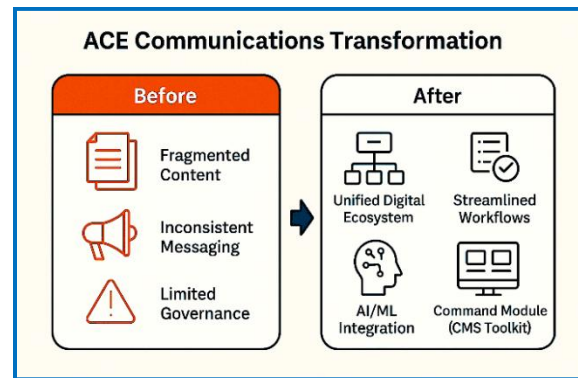 ACE Communications Transformation
Before
Fragmented
Content
Inconsistent
Messaging
Limited
Governance
After
Unified Digital
Ecosystem
Streamlined
Workflows
AI/ML
Integration
Command Module
(CMS Toolkit)